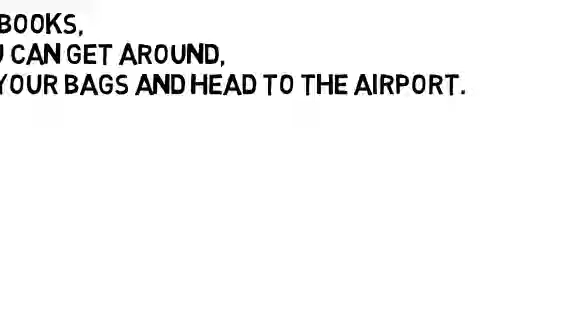 BOOKS,
CAN GET AROUND,
YOUR BAGS AND HEAD TO THE AIRPORT.